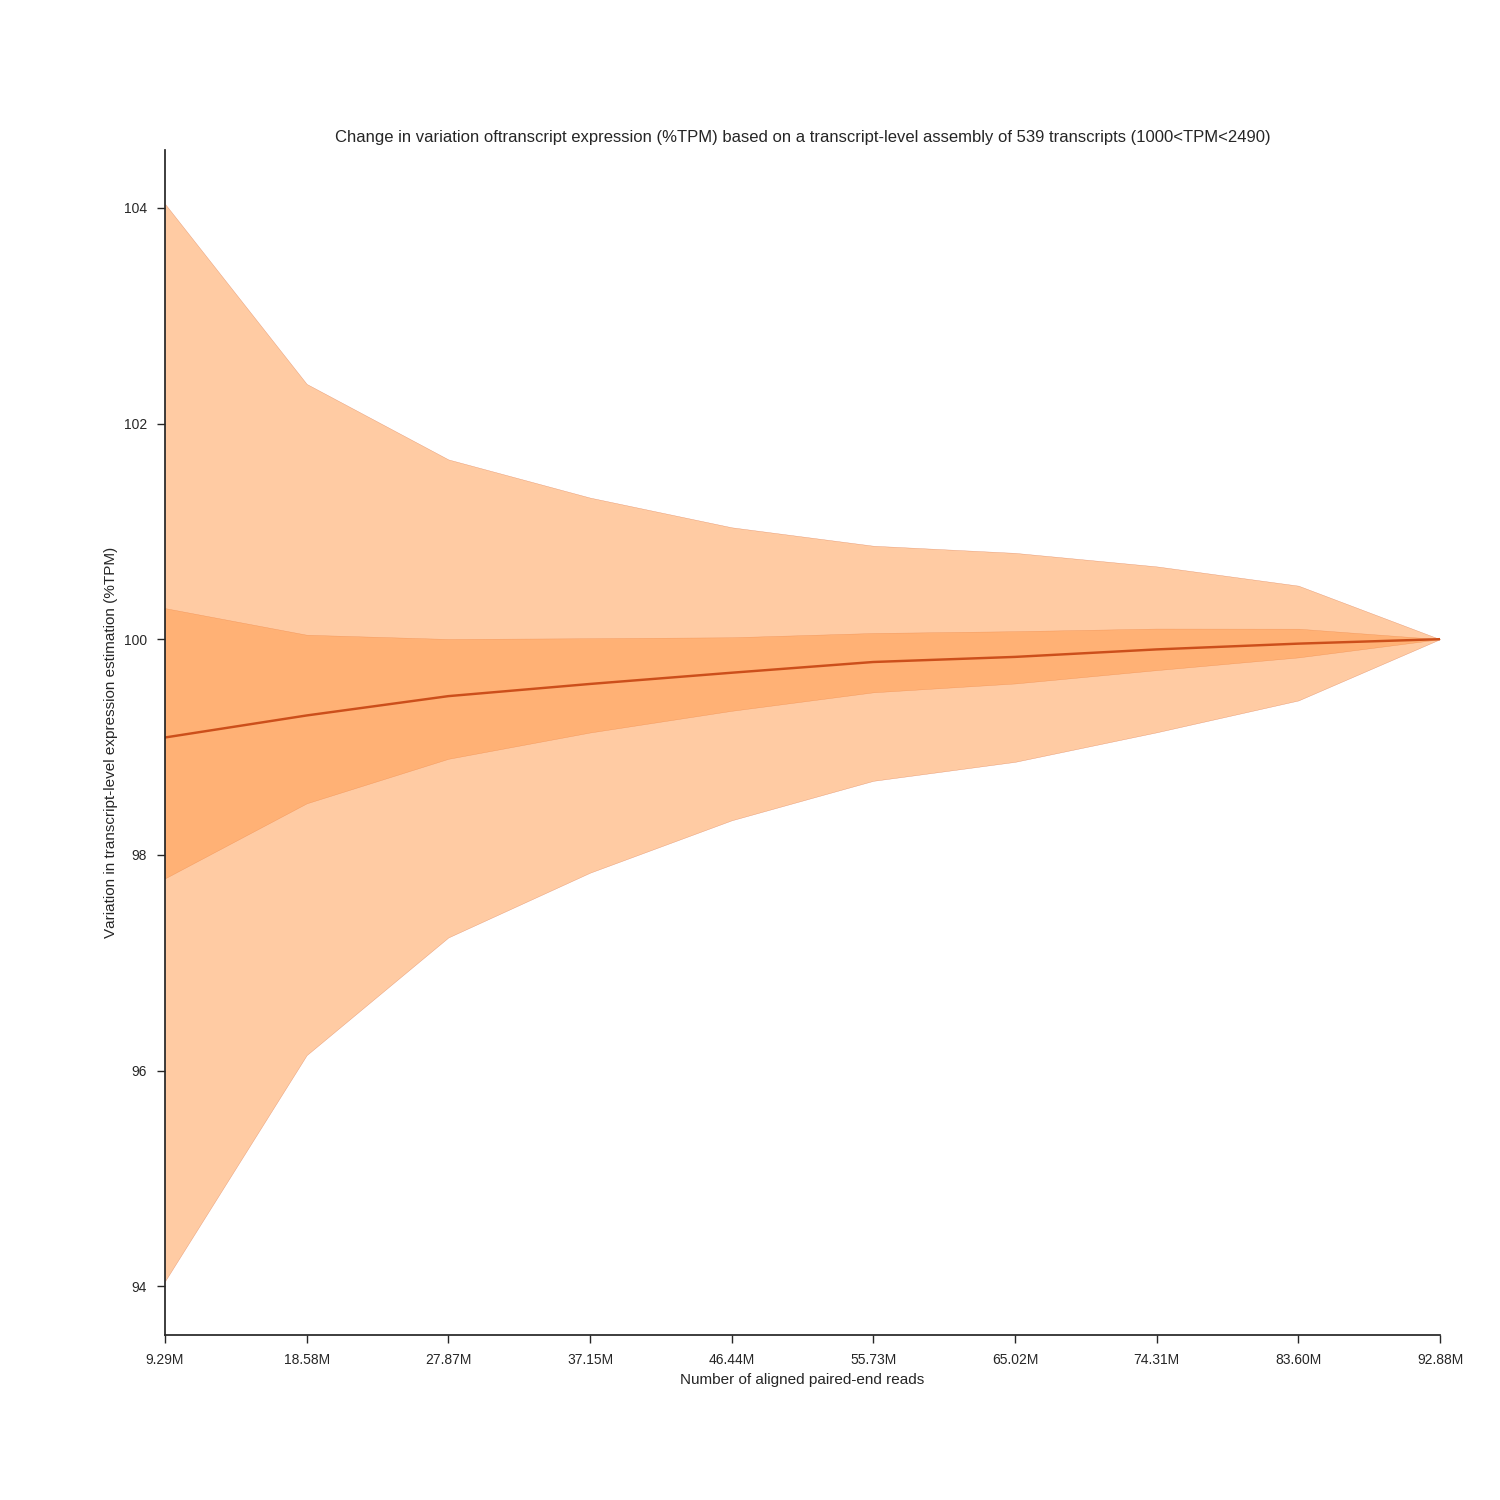 Change in variation oftranscript expression (%TPM) based on a transcript-level assembly of 539 transcripts (1000<TPM<2490)
104
102
100
98
96
94
Variation in transcript-level expression estimation (%TPM)
9.29M 18.58M 27.87M 37.15M 46.44M 55.73M 65.02M 74.31M 83.60M 92.88M
Number of aligned paired-end reads